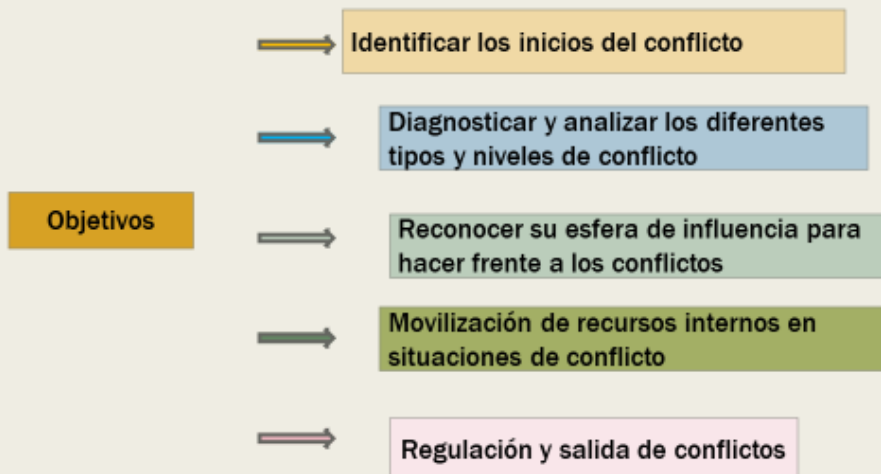 Objetivos
Identificar los inicios del conflicto
Diagnosticar y analizar los diferentes
tipos y niveles de conflicto
Reconocer su esfera de influencia para
hacer frente a los conflictos
Movilización de recursos internos en
situaciones de conflicto
Regulación y salida de conflictos